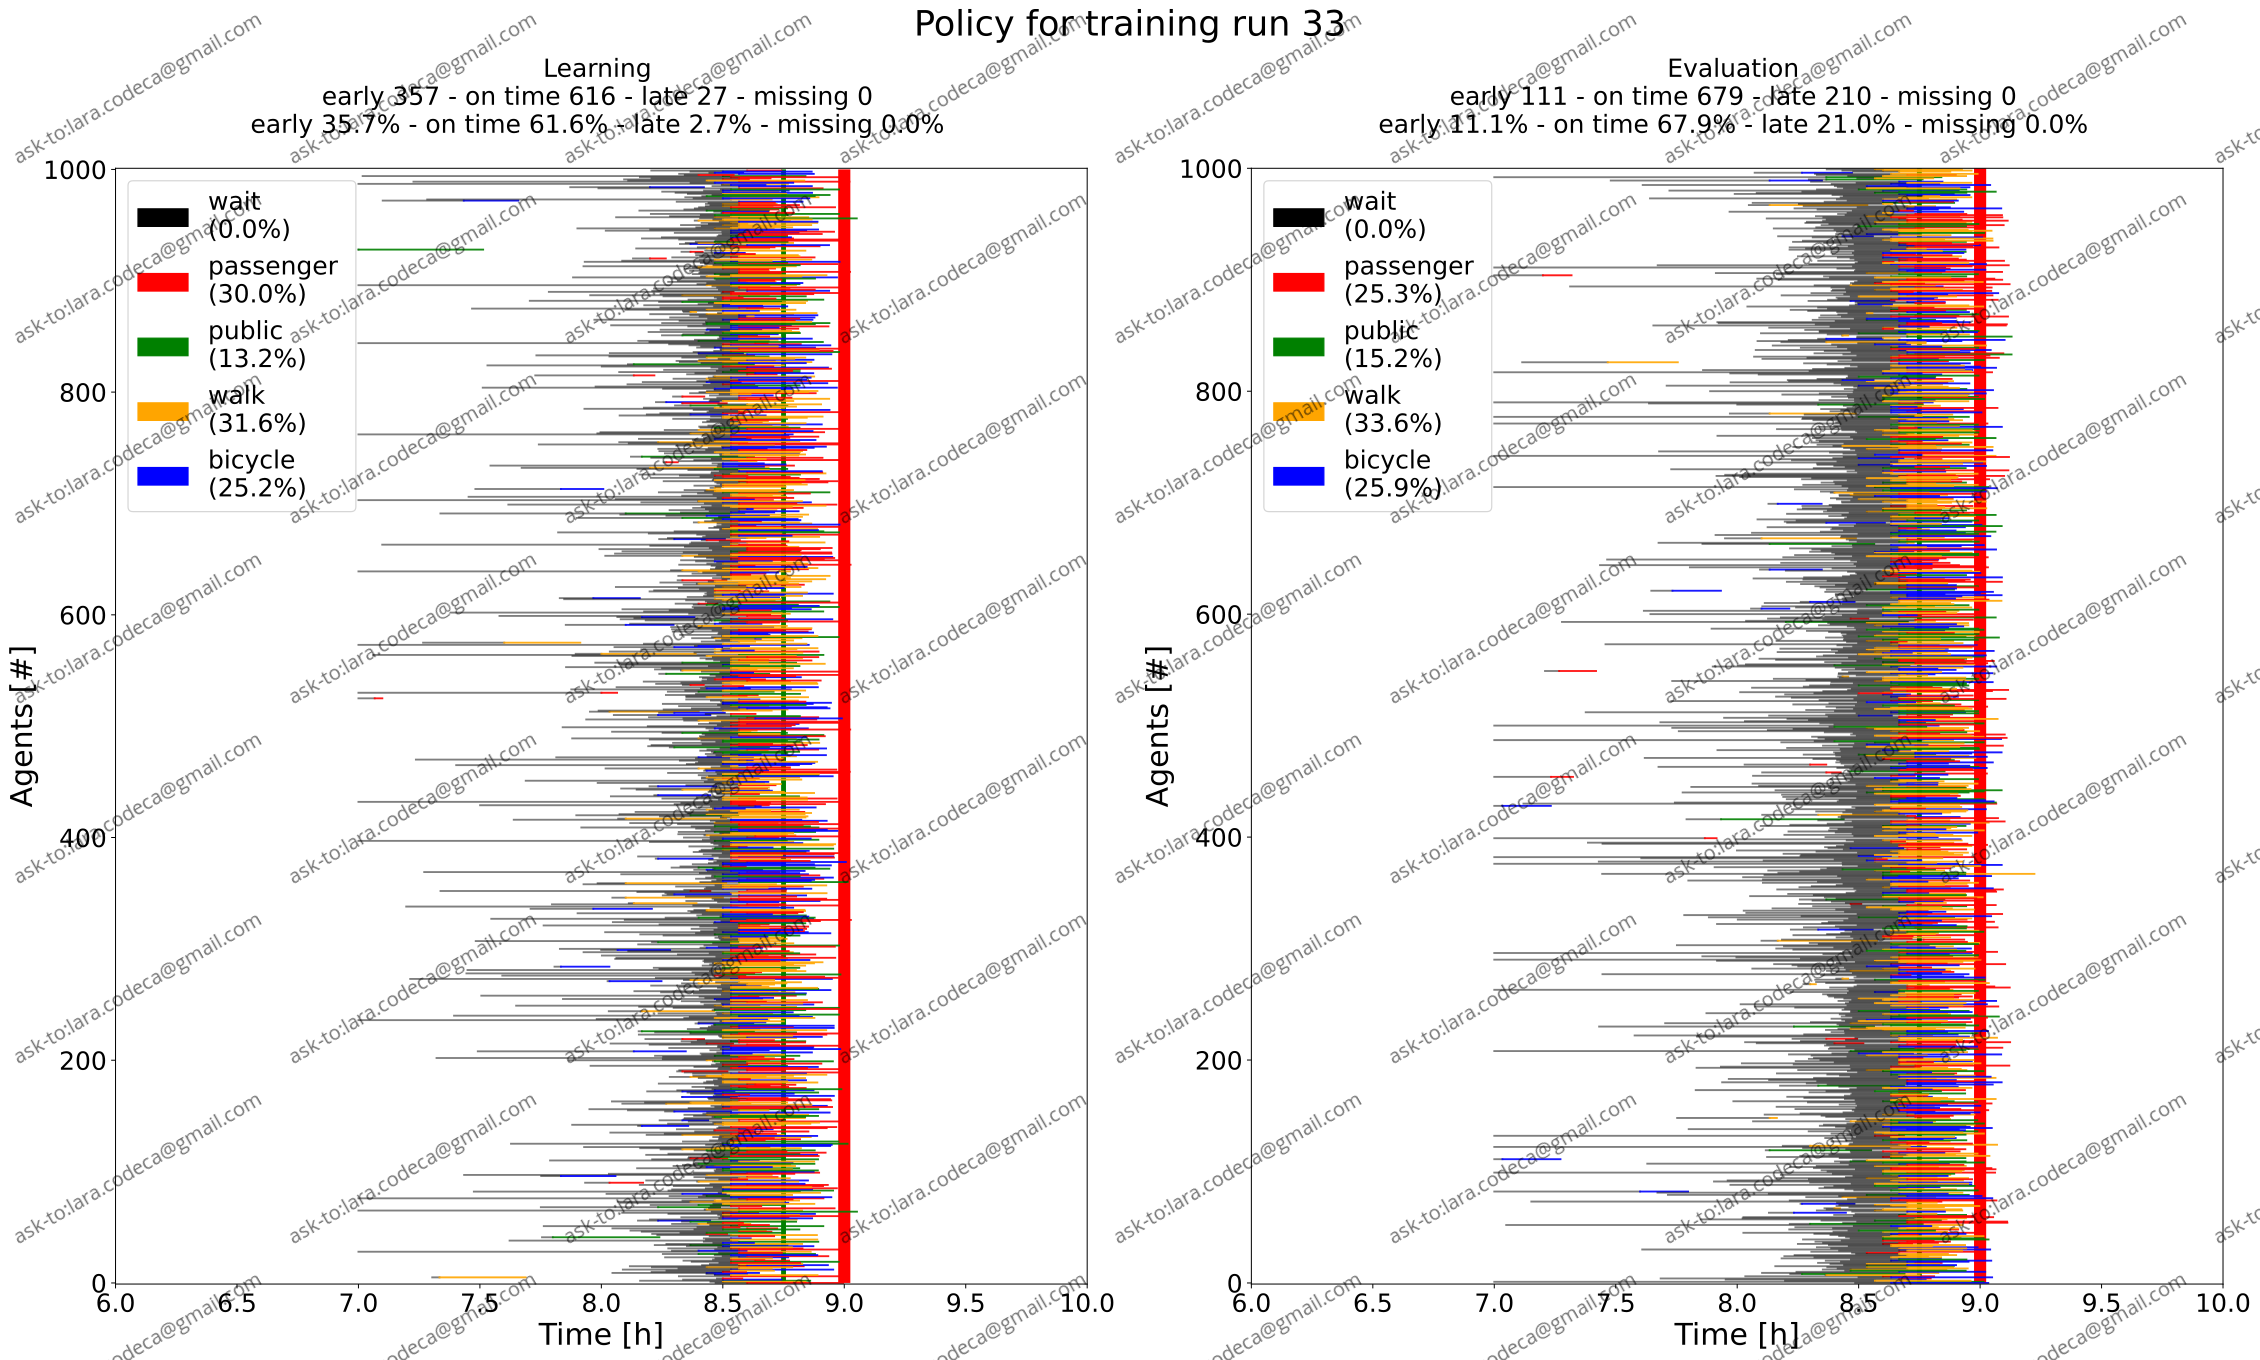 Policy for training run 33
Learning
early 357 - on time 616 - late 27 - missing 0
early 35.7% - on time 61.6% - late 2.7% - missing 0.0%
1000
800
600
400
200
0
Agents [#]
wait
(0.0%)
passenger
(30.0%)
public
(13.2%)
walk
(31.6%)
bicycle
(25.2%)
6.0 6.5 7.0 7.5 8.0 8.5 9.0 9.5 10.0
Time [h]
Evaluation
early 111 - on time 679 - late 210 - missing 0
early 11.1% - on time 67.9% - late 21.0% - missing 0.0%
1000
800
600
400
200
0
Agents [#]
wait
(0.0%)
passenger
(25.3%)
public
(15.2%)
walk
(33.6%)
bicycle
(25.9%)
6.0 6.5 7.0 7.5 8.0 8.5 9.0 9.5 10.0
Time [h]
ask-to:lara.codeca@gmail.com